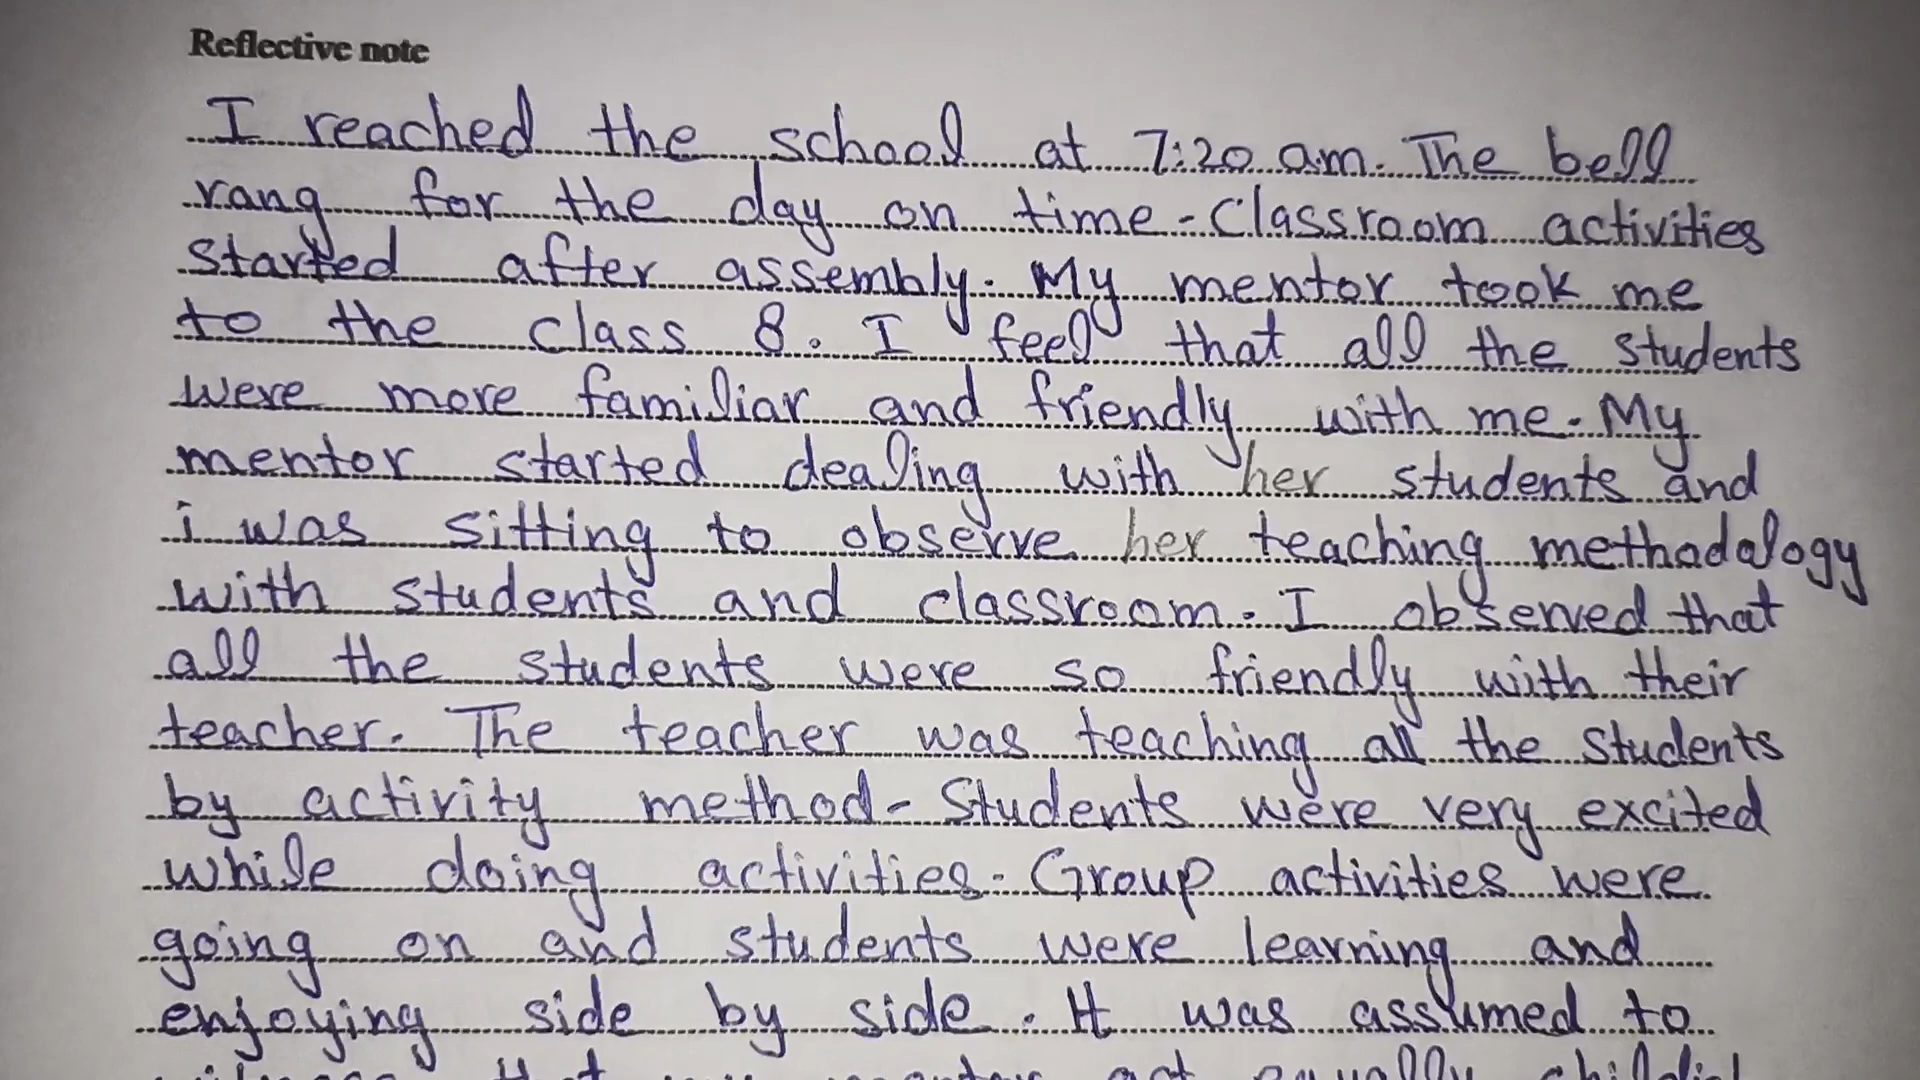 Reflective note
I reached the school at 7:20 am. The bell
rang for the day on time - Classroom activities
started after assembly. My mentor took me
to the class 8. I feel that all the students
were more familiar and friendly with me. My
mentor started dealing with her students and
i was sitting to observe her teaching methodology
with students and classroom. I observed that
all the students were so friendly with their
teacher. The teacher was teaching all the students
by activity method - Students were very excited
while doing activities. Group activities were
going on and students were learning and
enjoying side by side. It was assumed to
that my mentor act equally